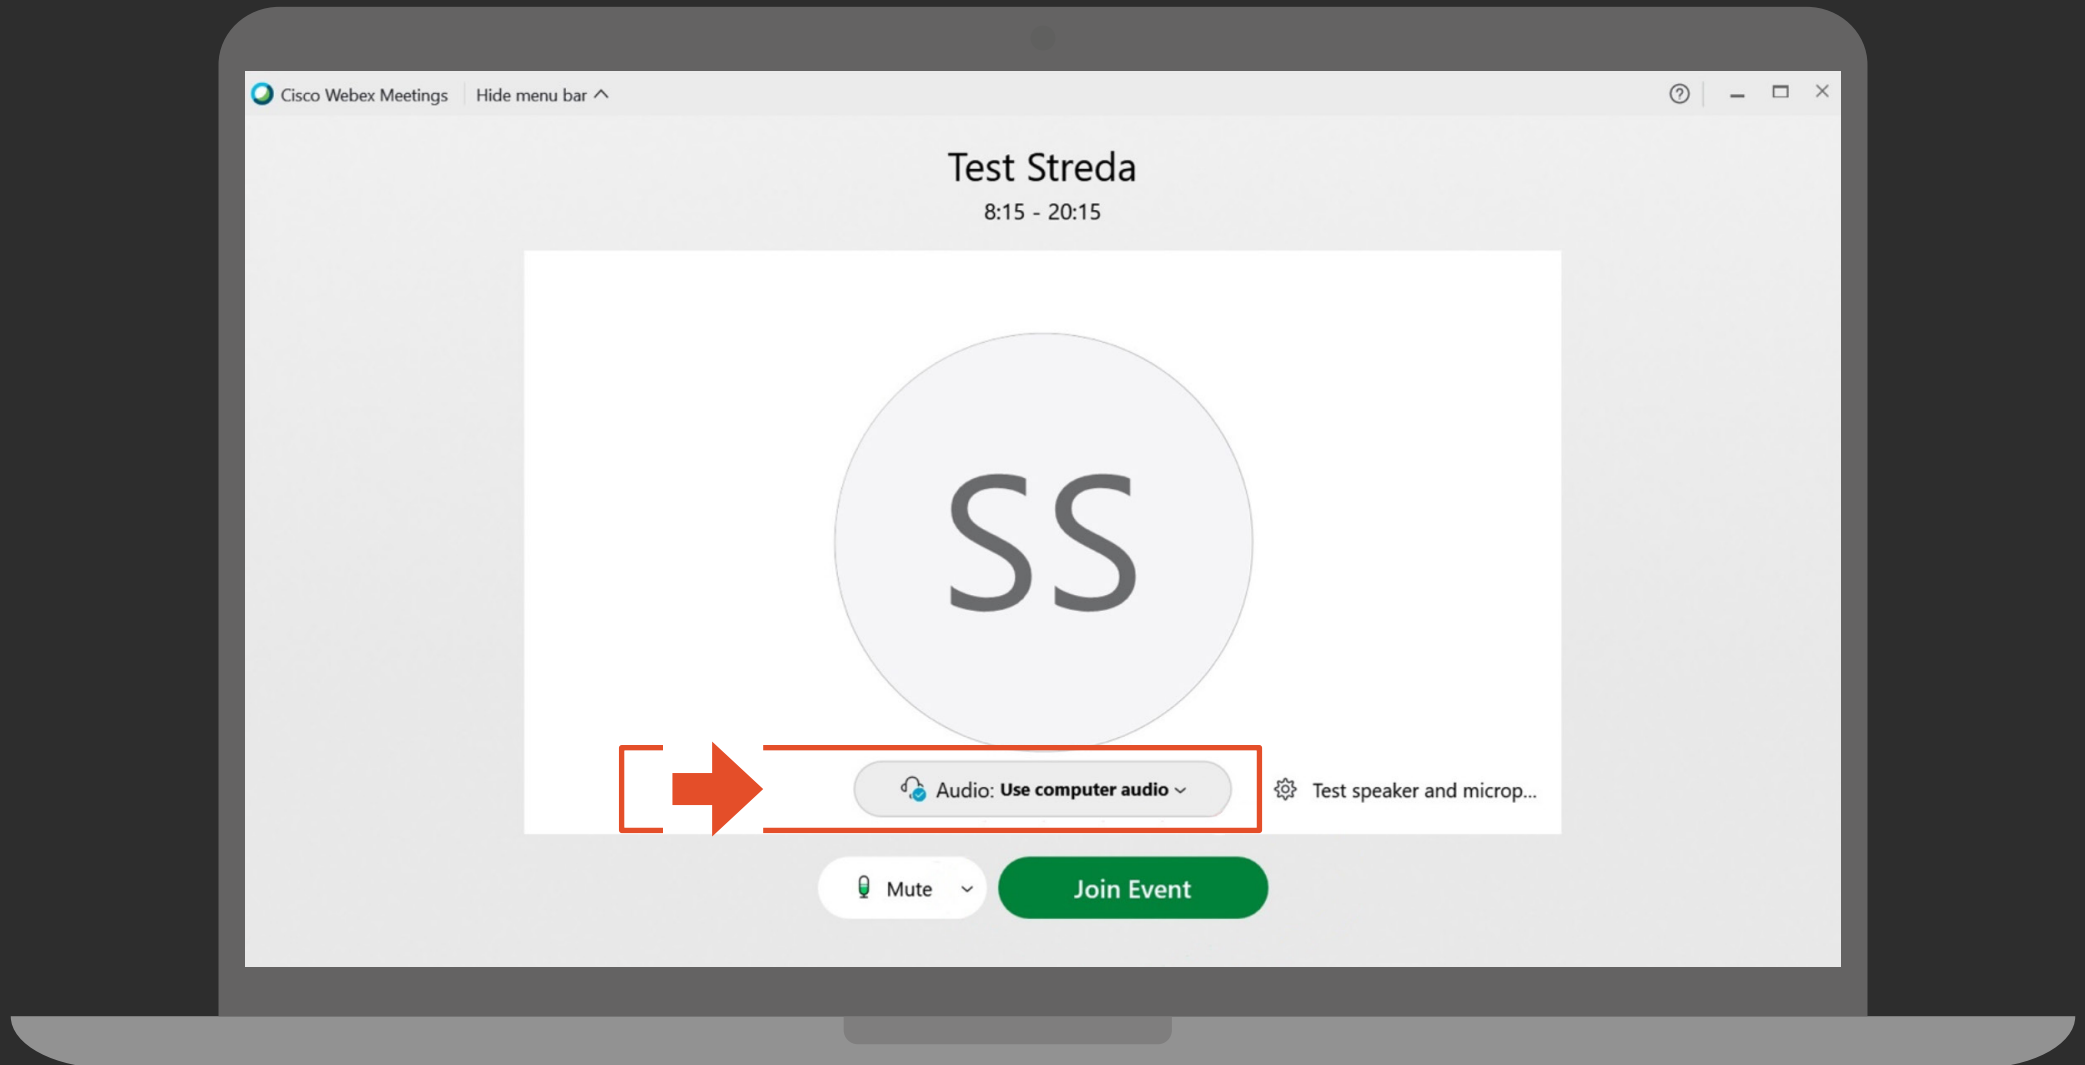 Cisco Webex Meetings Hide menu bar
Test Streda
8:15 - 20:15
SS
Audio: Use computer audio
Test speaker and microp...
Mute
Join Event